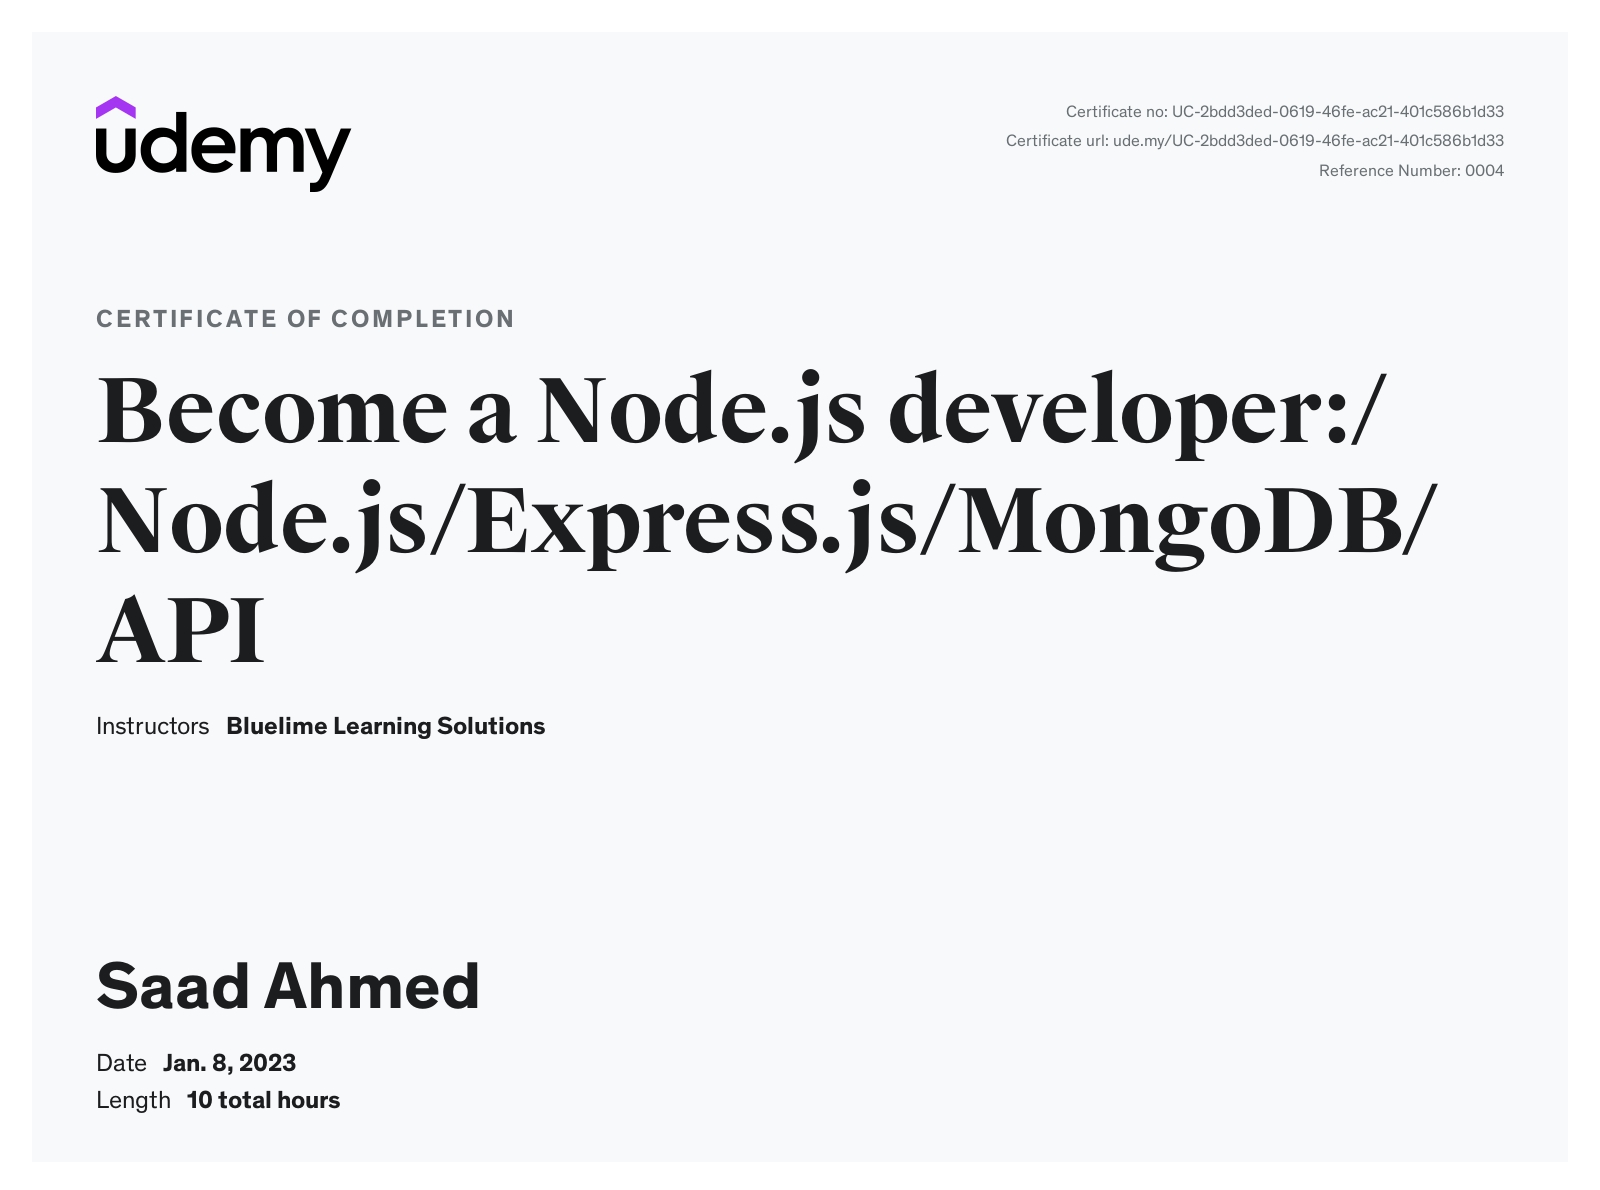 udemy
Certificate no: UC-2bdd3ded-0619-46fe-ac21-401c586b1d33
Certificate url: ude.my/UC-2bdd3ded-0619-46fe-ac21-401c586b1d33
Reference Number: 0004
CERTIFICATE OF COMPLETION
Become a Node.js developer:/
Node.js/Express.js/MongoDB/
API
Instructors Bluelime Learning Solutions
Saad Ahmed
Date Jan. 8, 2023
Length 10 total hours